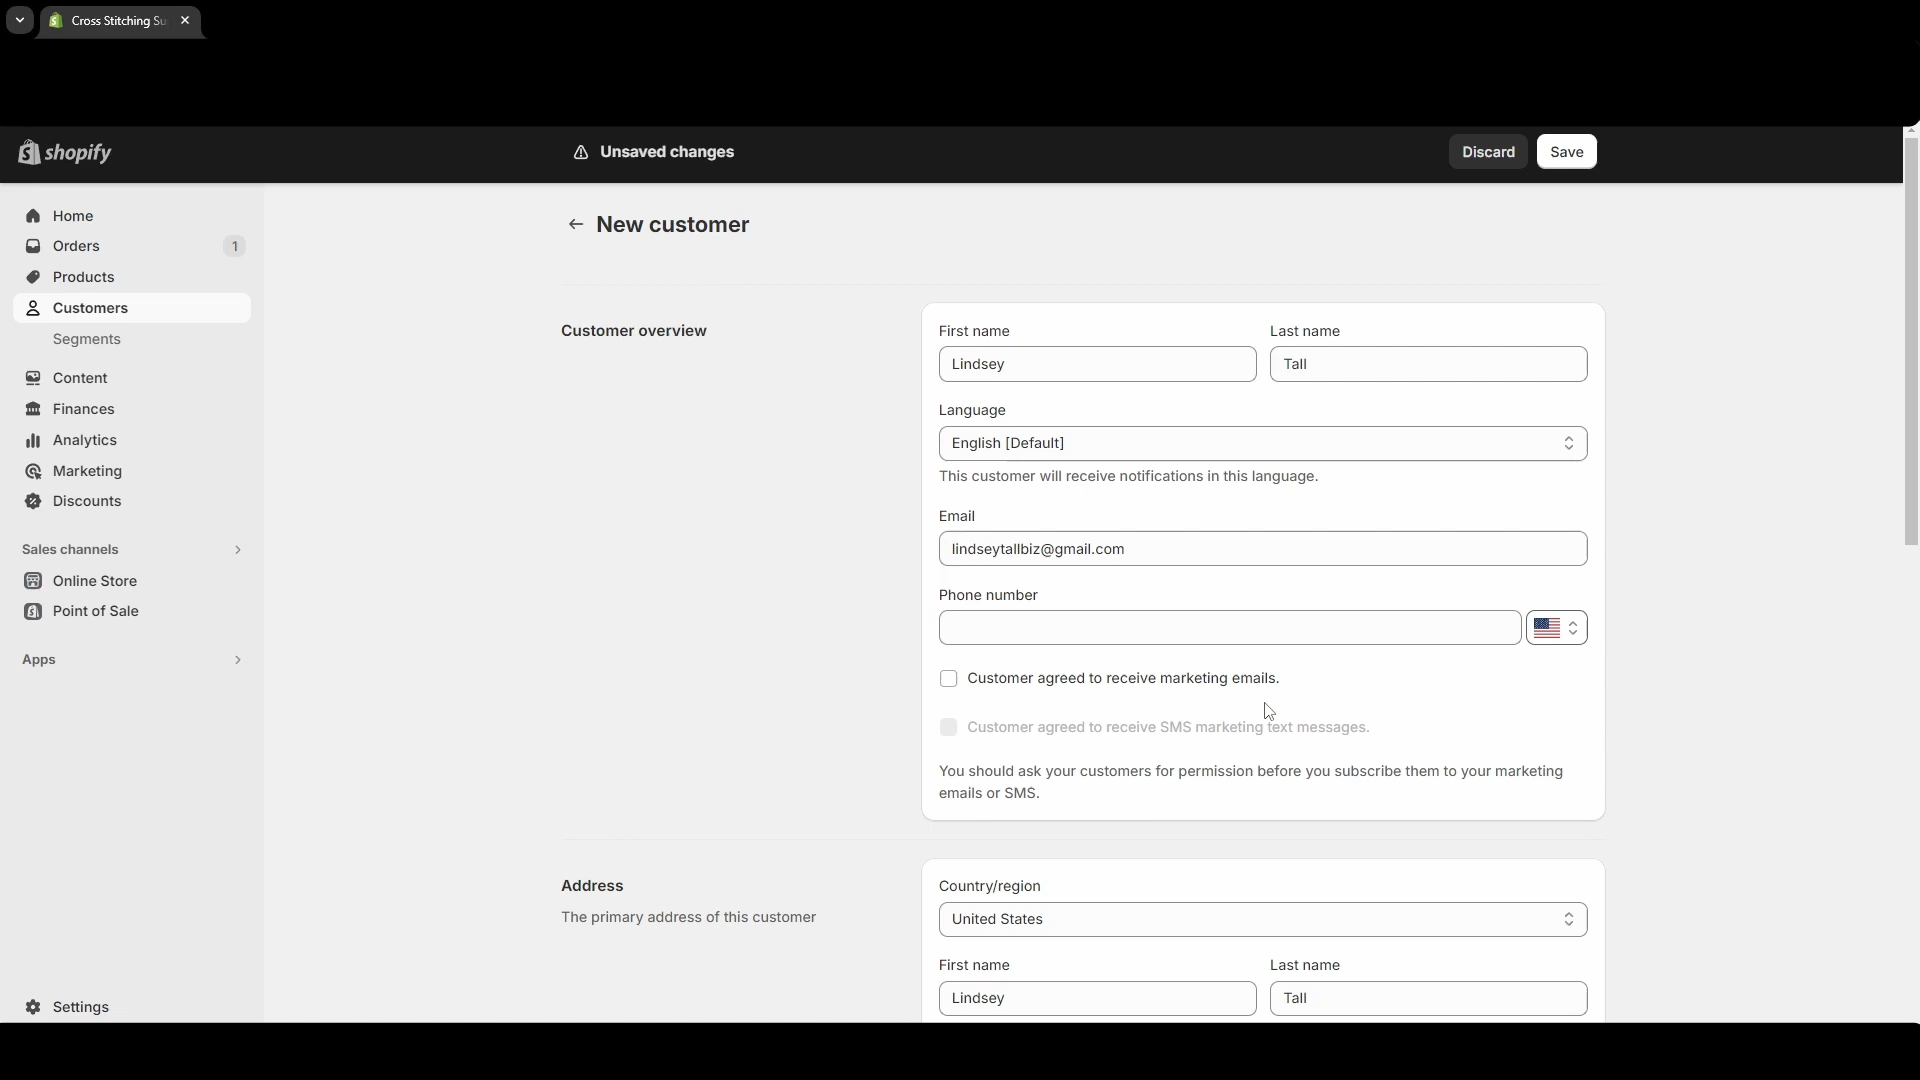 Cross Stitching Su
shopify
Unsaved changes
Discard
Save
Home
Orders
1
Products
Customers
Segments
Content
Finances
Analytics
Marketing
Discounts
Sales channels
Online Store
Point of Sale
Apps
Settings
New customer
Customer overview
First name
Last name
Lindsey
Tall
Language
English [Default]
This customer will receive notifications in this language.
Email
lindseytallbiz@gmail.com
Phone number
Customer agreed to receive marketing emails.
Customer agreed to receive SMS marketing text messages.
You should ask your customers for permission before you subscribe them to your marketing
emails or SMS.
Address
The primary address of this customer
Country/region
United States
First name
Last name
Lindsey
Tall